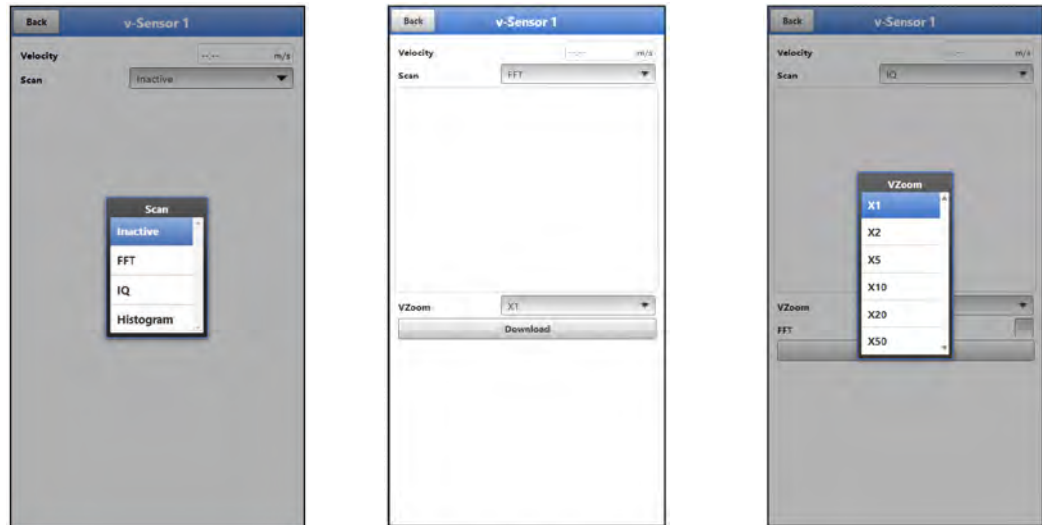 Back v-Sensor 1
Velocity --.--- m/s
Scan Inactive
Scan
Inactive
FFT
IQ
Histogram
Back v-Sensor 1
Velocity --.--- m/s
Scan FFT
VZoom X1
Download
Back v-Sensor 1
Velocity --.--- m/s
Scan IQ
VZoom
X1
X2
X5
X10
X20
X50
VZoom
FFT